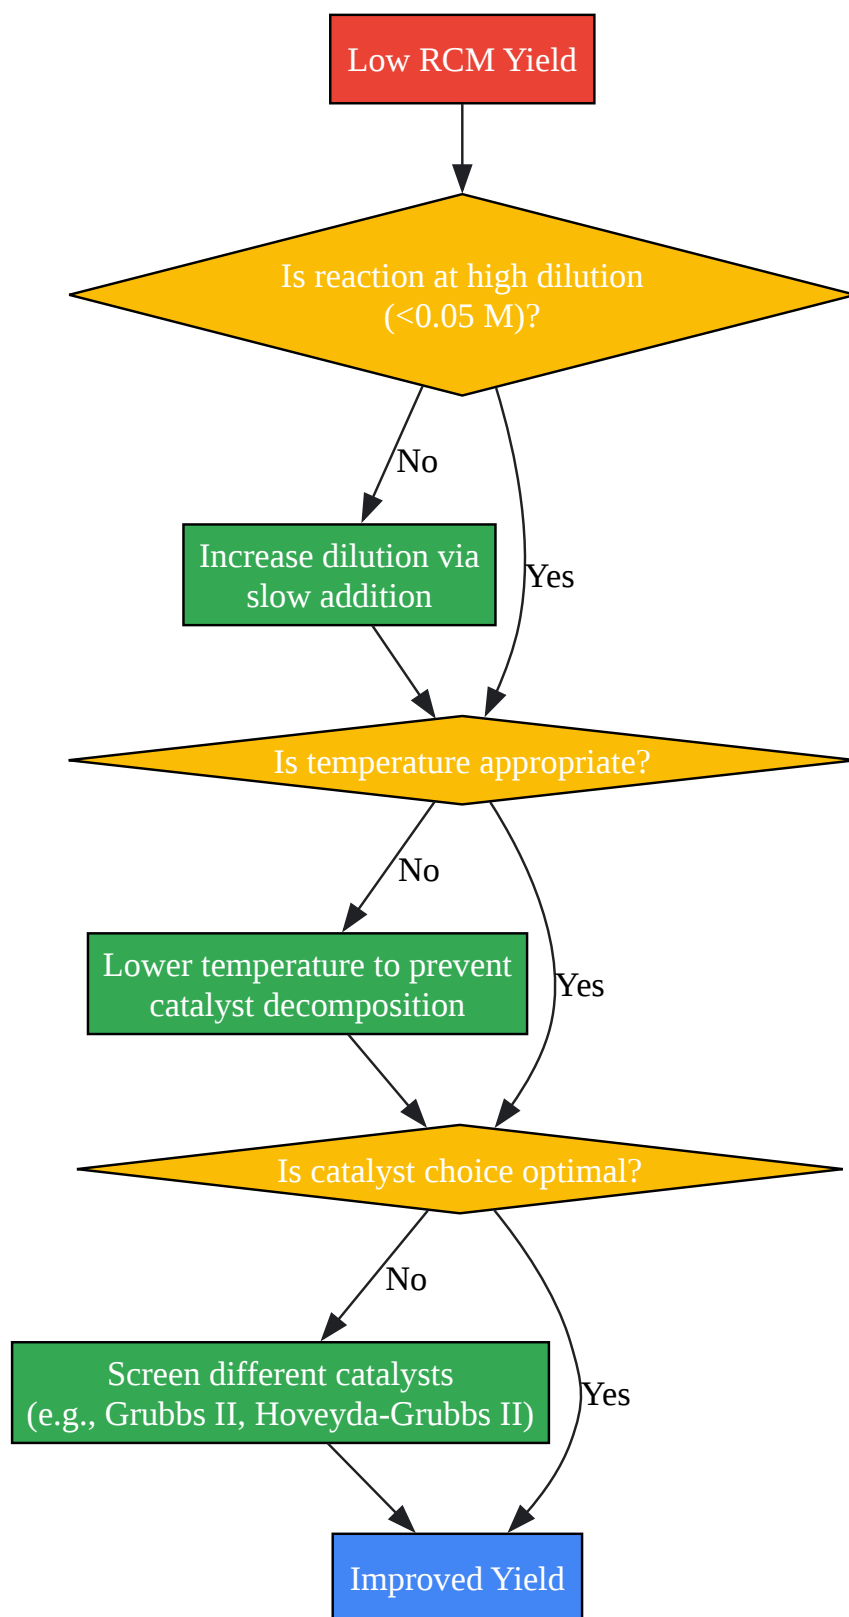 Low RCM Yield
Is reaction at high dilution
(<0.05 M)?
No
Increase dilution via
slow addition
Yes
Is temperature appropriate?
No
Lower temperature to prevent
catalyst decomposition
Yes
Is catalyst choice optimal?
No
Screen different catalysts
(e.g., Grubbs II, Hoveyda-Grubbs II)
Yes
Improved Yield